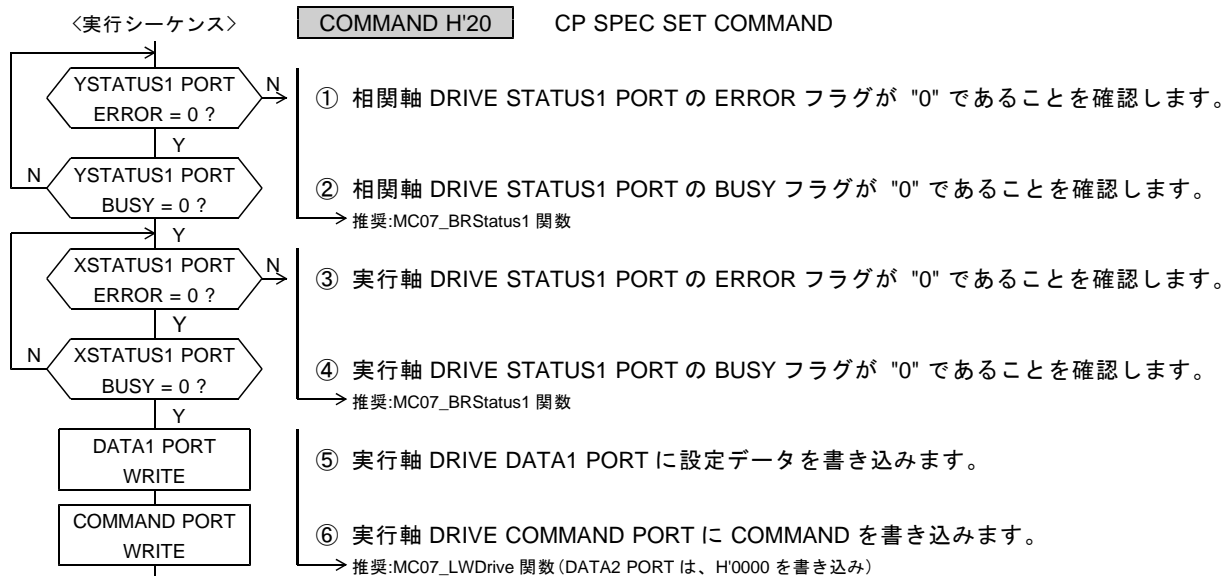 〈実行シーケンス〉 COMMAND H'20 CP SPEC SET COMMAND
YSTATUS1 PORT
ERROR = 0 ?
N
① 相関軸 DRIVE STATUS1 PORT の ERROR フラグが "0" であることを確認します。
Y
N
YSTATUS1 PORT
BUSY = 0 ?
② 相関軸 DRIVE STATUS1 PORT の BUSY フラグが "0" であることを確認します。
推奨:MC07_BRStatus1 関数
Y
XSTATUS1 PORT
ERROR = 0 ?
N
③ 実行軸 DRIVE STATUS1 PORT の ERROR フラグが "0" であることを確認します。
Y
N
XSTATUS1 PORT
BUSY = 0 ?
④ 実行軸 DRIVE STATUS1 PORT の BUSY フラグが "0" であることを確認します。
推奨:MC07_BRStatus1 関数
Y
DATA1 PORT
WRITE
⑤ 実行軸 DRIVE DATA1 PORT に設定データを書き込みます。
COMMAND PORT
WRITE
⑥ 実行軸 DRIVE COMMAND PORT に COMMAND を書き込みます。
推奨:MC07_LWDrive 関数(DATA2 PORT は、H'0000 を書き込み)